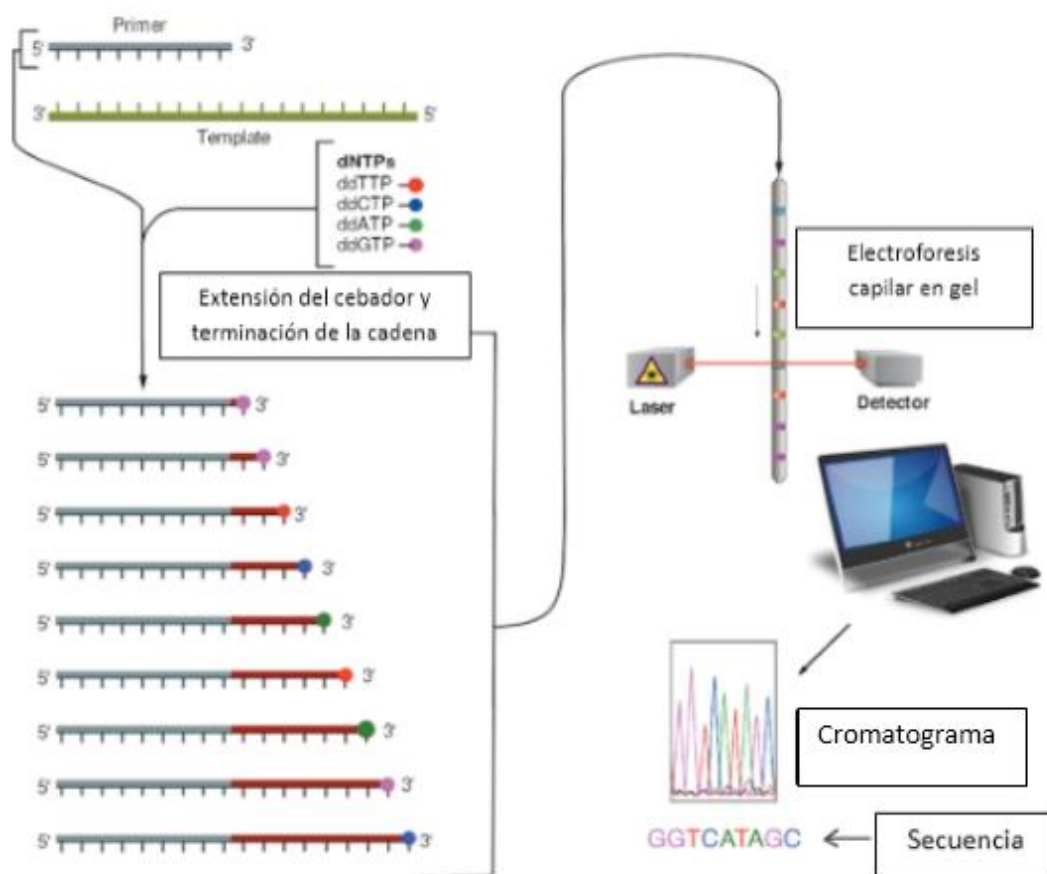 Primer
5'
3'
3'
5'
Template
dNTPs
ddTTP
ddCTP
ddATP
ddGTP
Extensión del cebador y
terminación de la cadena
5'
3'
5'
3'
5'
3'
5'
3'
5'
3'
5'
3'
5'
3'
5'
3'
5'
3'
Electroforesis
capilar en gel
Laser
Detector
Cromatograma
GGTCATAGC
Secuencia